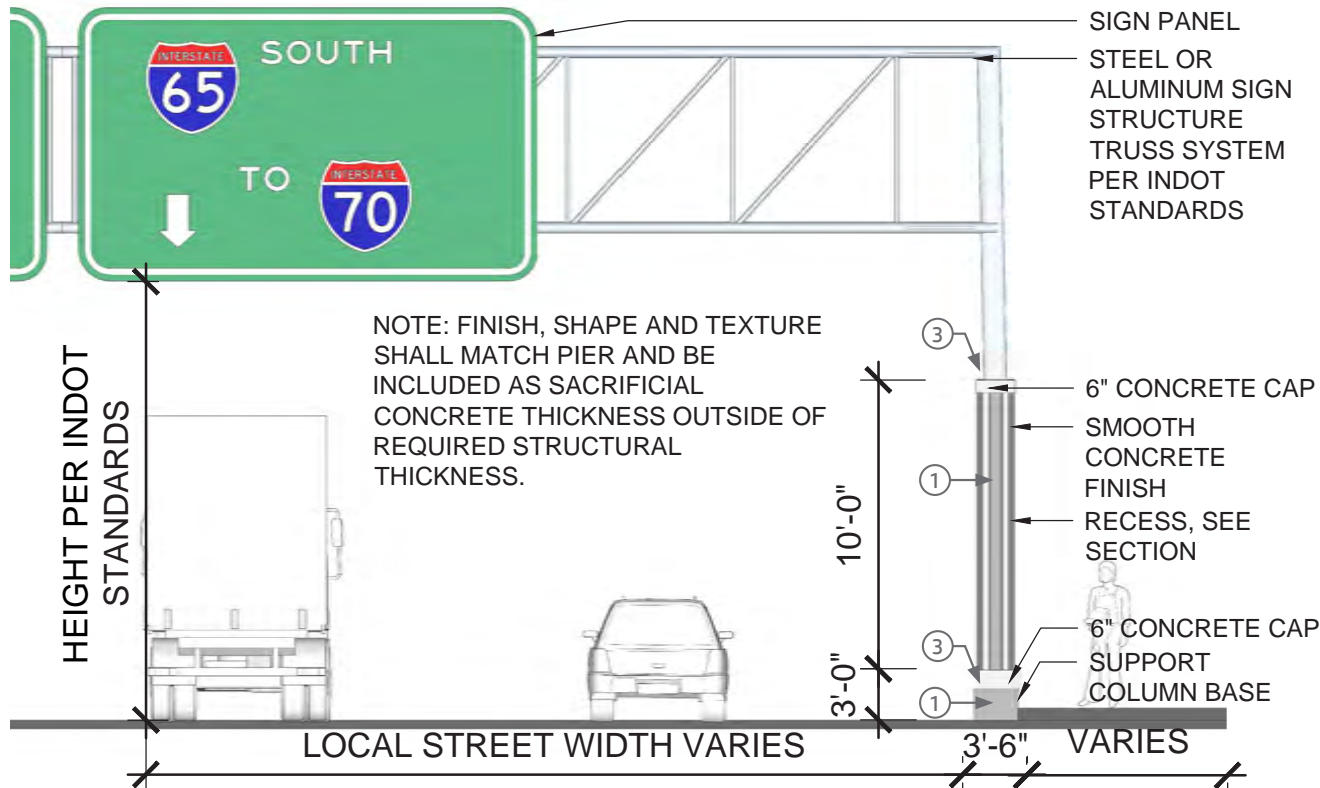 INTERSTATE
65
SOUTH
TO
INTERSTATE
70
SIGN PANEL
STEEL OR
ALUMINUM SIGN
STRUCTURE
TRUSS SYSTEM
PER INDOT
STANDARDS
HEIGHT PER INDOT
STANDARDS
NOTE: FINISH, SHAPE AND TEXTURE
SHALL MATCH PIER AND BE
INCLUDED AS SACRIFICIAL
CONCRETE THICKNESS OUTSIDE OF
REQUIRED STRUCTURAL
THICKNESS.
3
6" CONCRETE CAP
SMOOTH
CONCRETE
FINISH
1
10'-0"
RECESS, SEE
SECTION
3
6" CONCRETE CAP
SUPPORT
COLUMN BASE
1
3'-0"
LOCAL STREET WIDTH VARIES
3'-6"
VARIES